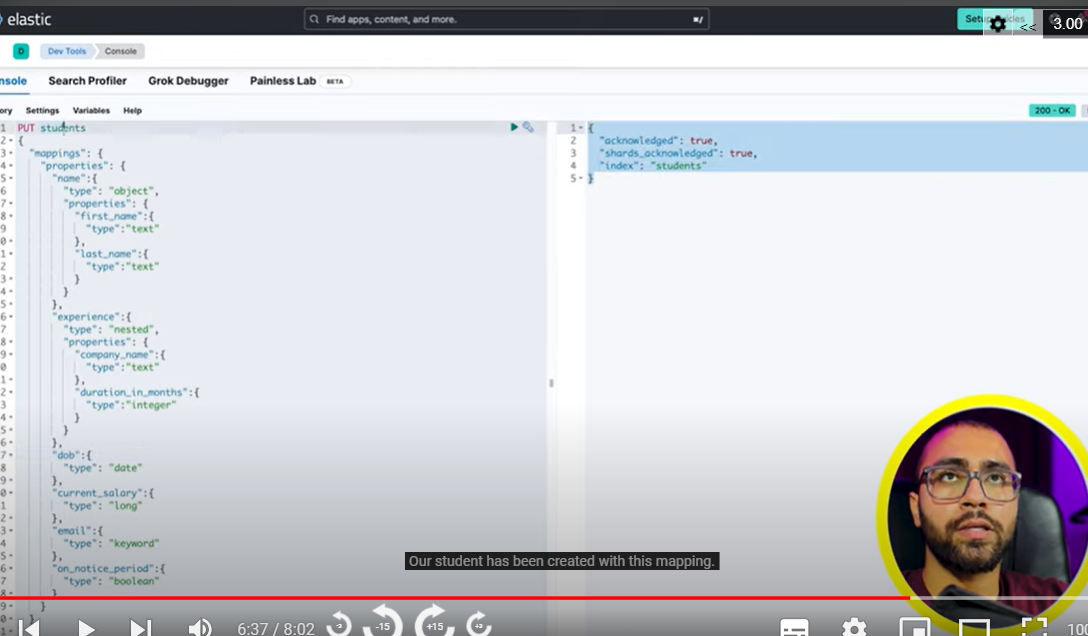 elastic
Find apps, content, and more.
3.00
<<
D Dev Tools Console
nsole Search Profiler Grok Debugger Painless Lab BETA
ory Settings Variables Help
200 - OK
1 PUT students
2 {
3 "mappings": {
4 "properties": {
5 "name":{
6 "type": "object",
7 "properties": {
8 "first_name":{
9 "type":"text"
0 },
1 "last_name":{
2 "type":"text"
3 }
4 }
5 },
6 "experience":{
7 "type": "nested",
8 "properties": {
9 "company_name":{
0 "type":"text"
1 },
2 "duration_in_months":{
3 "type":"integer"
4 }
5 }
6 },
7 "dob":{
8 "type": "date"
9 },
0 "current_salary":{
1 "type": "long"
2 },
3 "email":{
4 "type": "keyword"
5 },
6 "on_notice_period":{
7 "type": "boolean"
8 }
9 }
0 }
1 {
2 "acknowledged": true,
3 "shards_acknowledged": true,
4 "index": "students"
5 }
Our student has been created with this mapping.
6:37 / 8:02
-3 -15 +15 +3
100